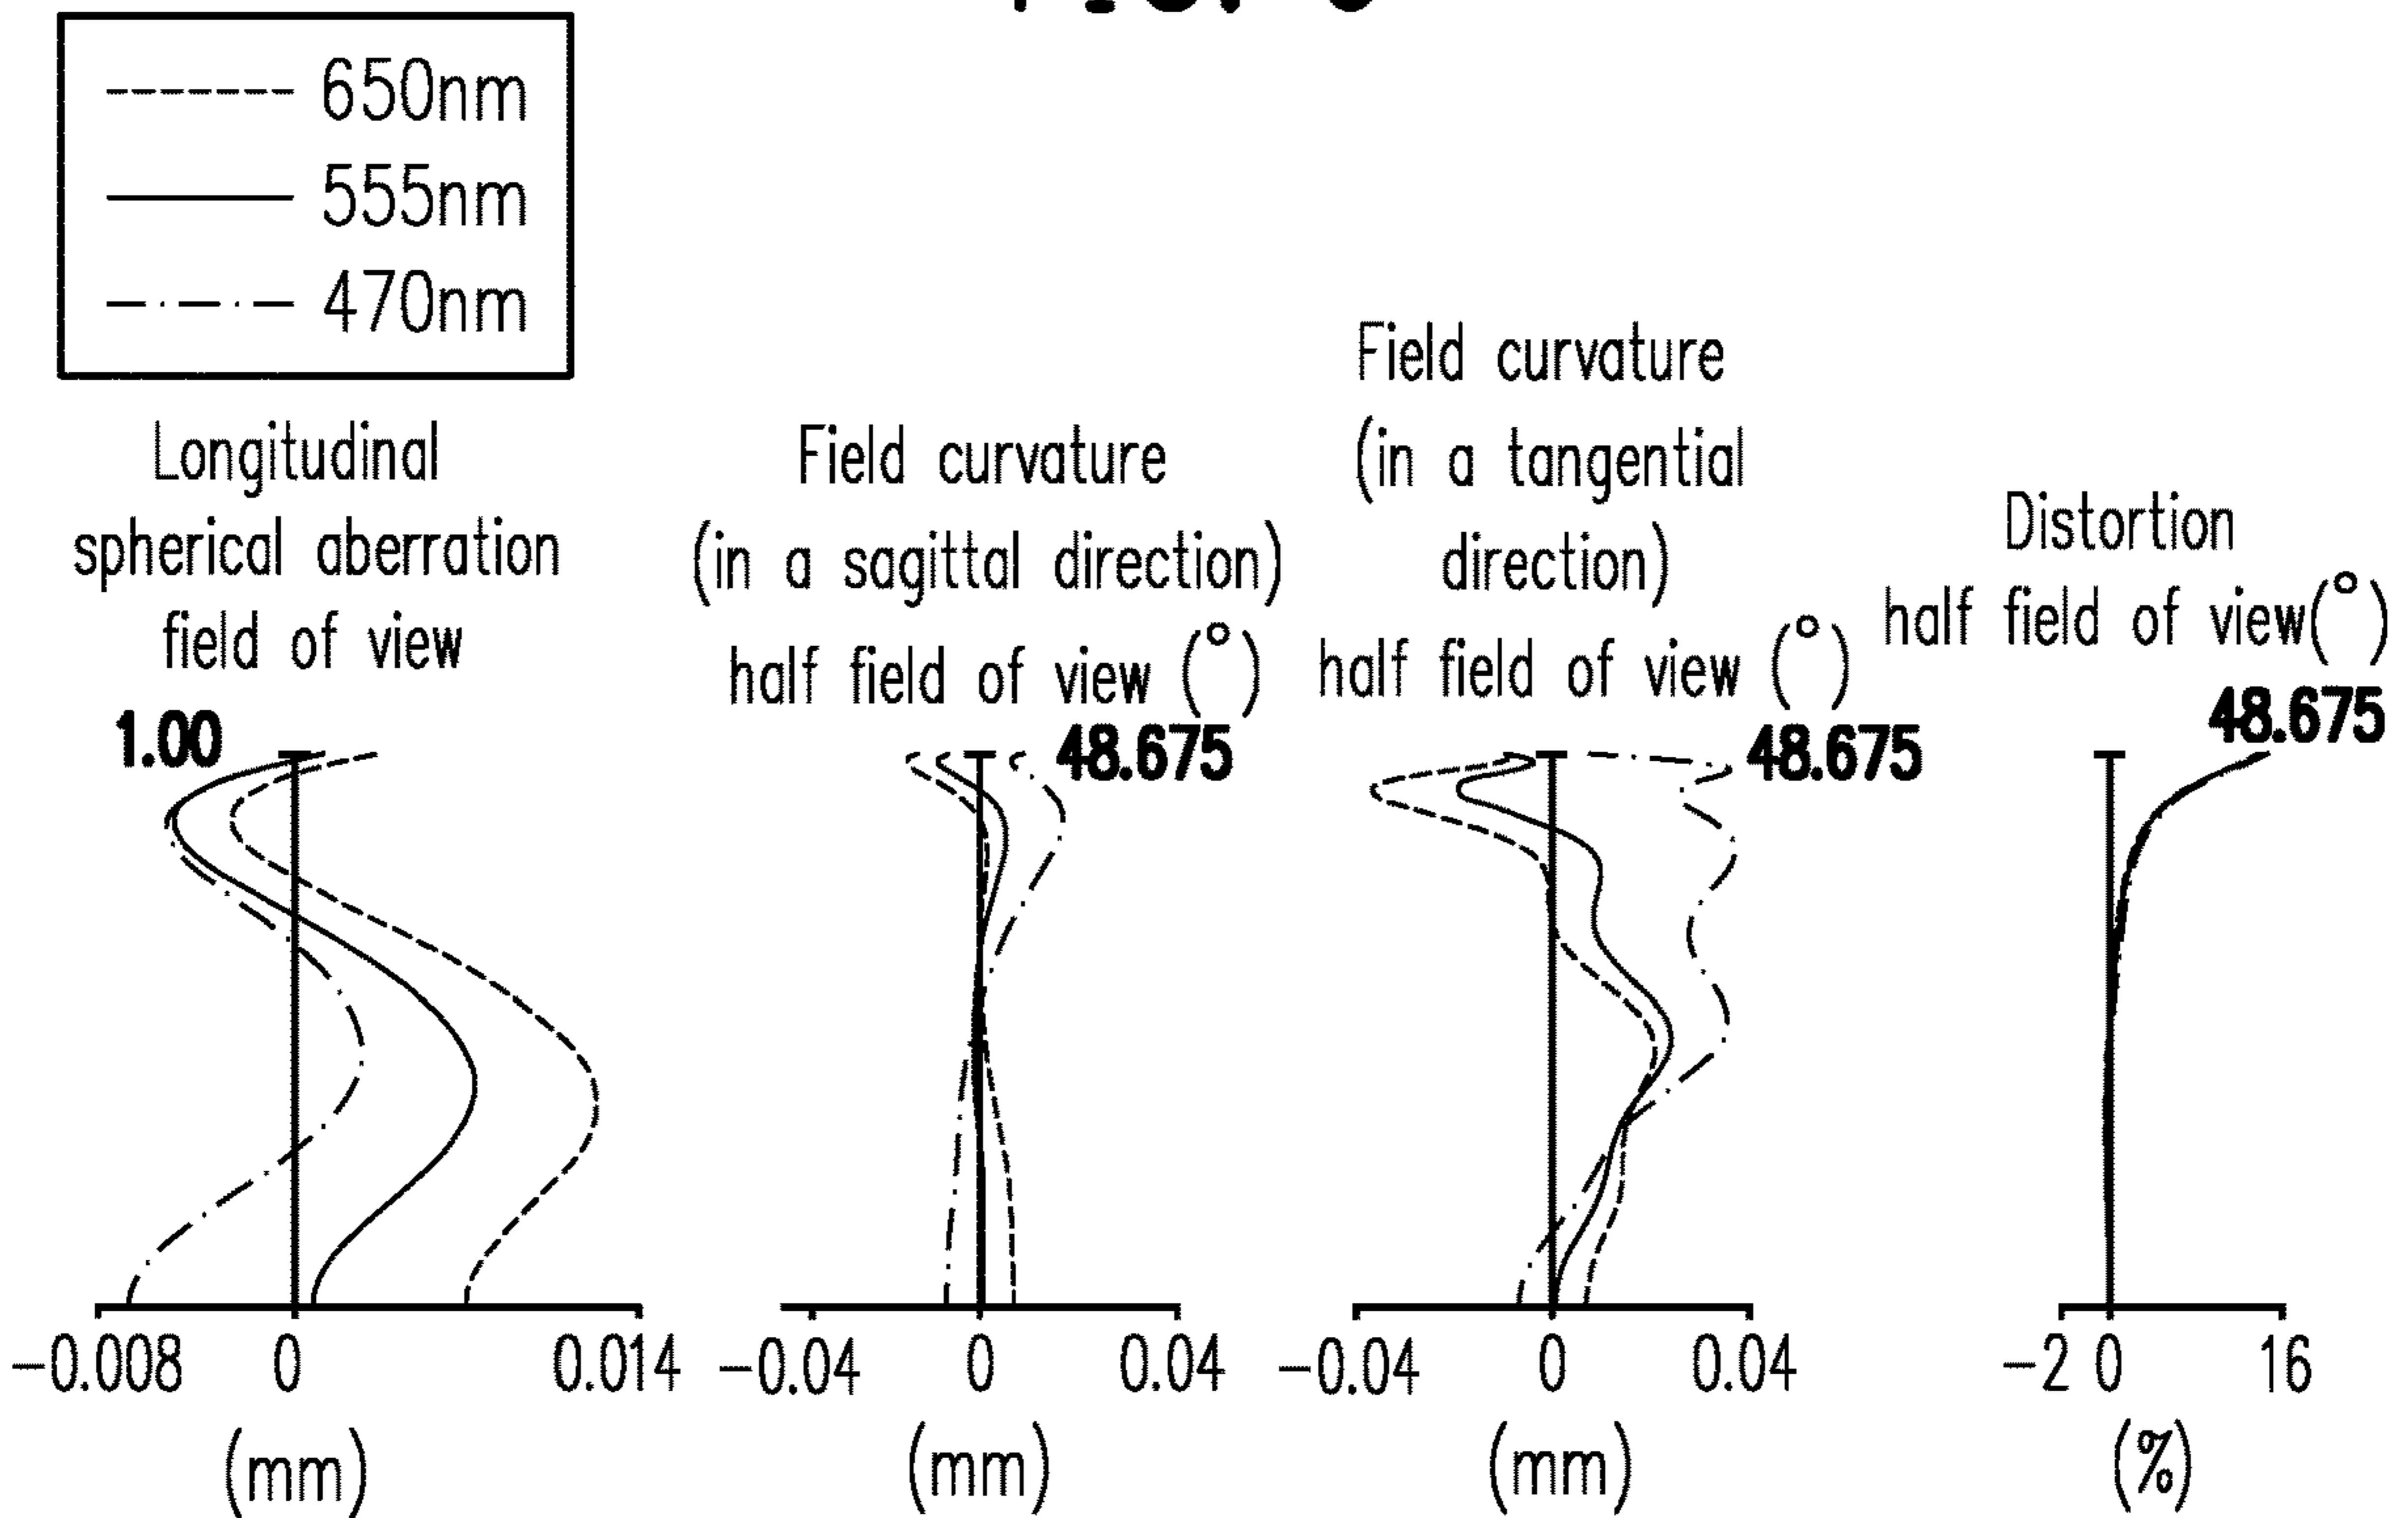 650nm
555nm
470nm
Longitudinal
spherical aberration
field of view
1.00
-0.008 0 0.014
(mm)
Field curvature
(in a sagittal direction)
half field of view (°)
48.675
-0.04 0 0.04
(mm)
Field curvature
(in a tangential
direction)
half field of view (°)
48.675
-0.04 0 0.04
(mm)
Distortion
half field of view(°)
48.675
-2 0 16
(%)